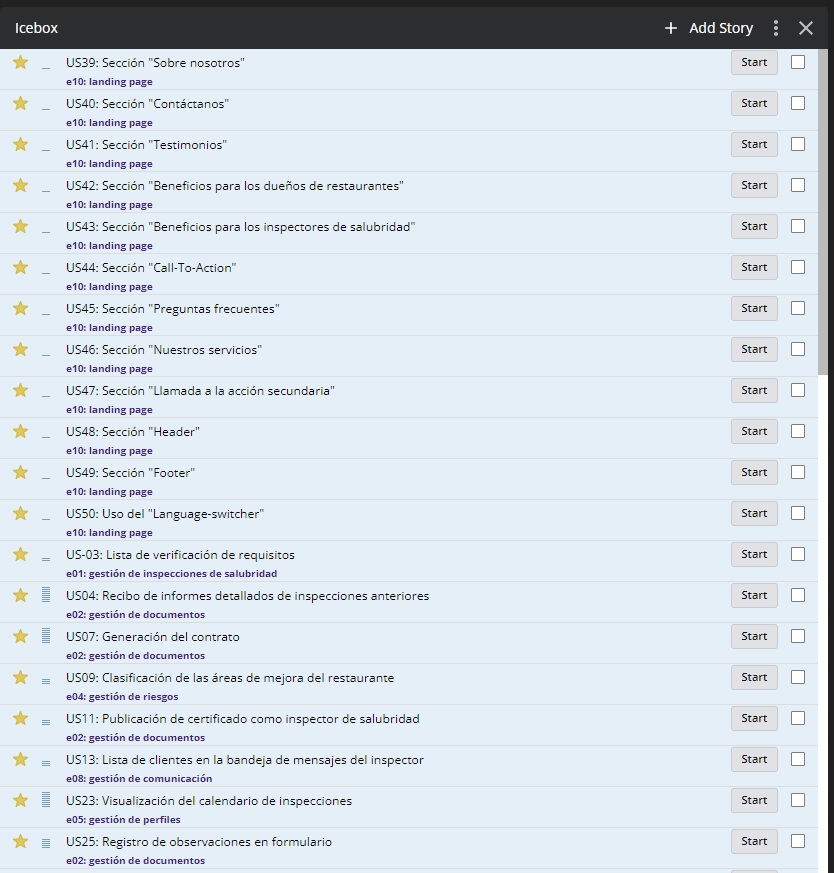 Icebox
+ Add Story
US39: Sección "Sobre nosotros"
Start
e10: landing page
US40: Sección "Contáctanos"
Start
e10: landing page
US41: Sección "Testimonios"
Start
e10: landing page
US42: Sección "Beneficios para los dueños de restaurantes"
Start
e10: landing page
US43: Sección "Beneficios para los inspectores de salubridad"
Start
e10: landing page
US44: Sección "Call-To-Action"
Start
e10: landing page
US45: Sección "Preguntas frecuentes"
Start
e10: landing page
US46: Sección "Nuestros servicios"
Start
e10: landing page
US47: Sección "Llamada a la acción secundaria"
Start
e10: landing page
US48: Sección "Header"
Start
e10: landing page
US49: Sección "Footer"
Start
e10: landing page
US50: Uso del "Language-switcher"
Start
e10: landing page
US-03: Lista de verificación de requisitos
Start
e01: gestión de inspecciones de salubridad
US04: Recibo de informes detallados de inspecciones anteriores
Start
e02: gestión de documentos
US07: Generación del contrato
Start
e02: gestión de documentos
US09: Clasificación de las áreas de mejora del restaurante
Start
e04: gestión de riesgos
US11: Publicación de certificado como inspector de salubridad
Start
e02: gestión de documentos
US13: Lista de clientes en la bandeja de mensajes del inspector
Start
e08: gestión de comunicación
US23: Visualización del calendario de inspecciones
Start
e05: gestión de perfiles
US25: Registro de observaciones en formulario
Start
e02: gestión de documentos